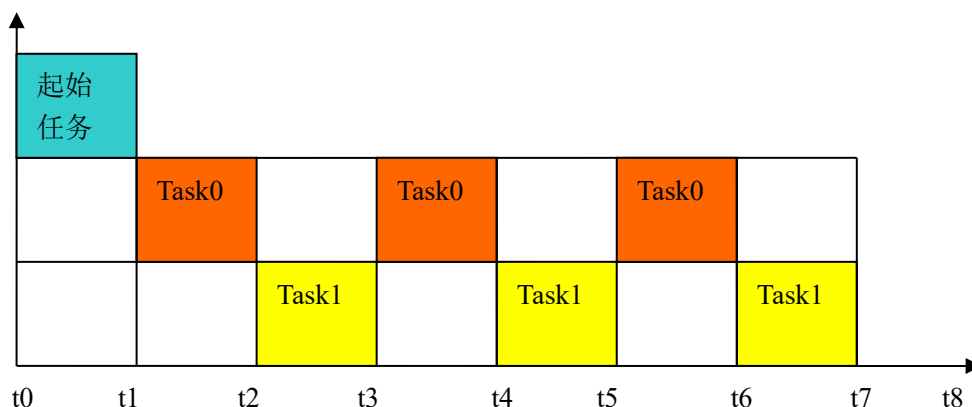 起始
任务
Task0
Task0
Task0
Task1
Task1
Task1
t0
t1
t2
t3
t4
t5
t6
t7
t8